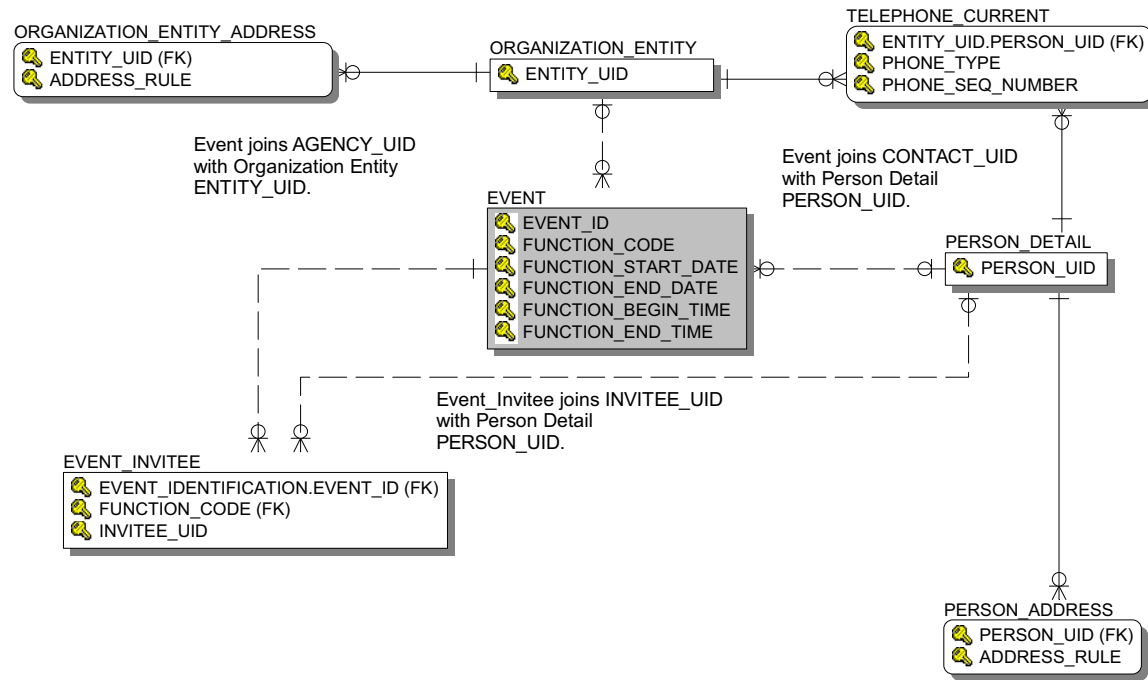 ORGANIZATION_ENTITY_ADDRESS
ENTITY_UID (FK)
ADDRESS_RULE
ORGANIZATION_ENTITY
ENTITY_UID
TELEPHONE_CURRENT
ENTITY_UID.PERSON_UID (FK)
PHONE_TYPE
PHONE_SEQ_NUMBER
Event joins AGENCY_UID
with Organization Entity
ENTITY_UID.
Event joins CONTACT_UID
with Person Detail
PERSON_UID.
EVENT
EVENT_ID
FUNCTION_CODE
FUNCTION_START_DATE
FUNCTION_END_DATE
FUNCTION_BEGIN_TIME
FUNCTION_END_TIME
PERSON_DETAIL
PERSON_UID
Event_Invitee joins INVITEE_UID
with Person Detail
PERSON_UID.
EVENT_INVITEE
EVENT_IDENTIFICATION.EVENT_ID (FK)
FUNCTION_CODE (FK)
INVITEE_UID
PERSON_ADDRESS
PERSON_UID (FK)
ADDRESS_RULE